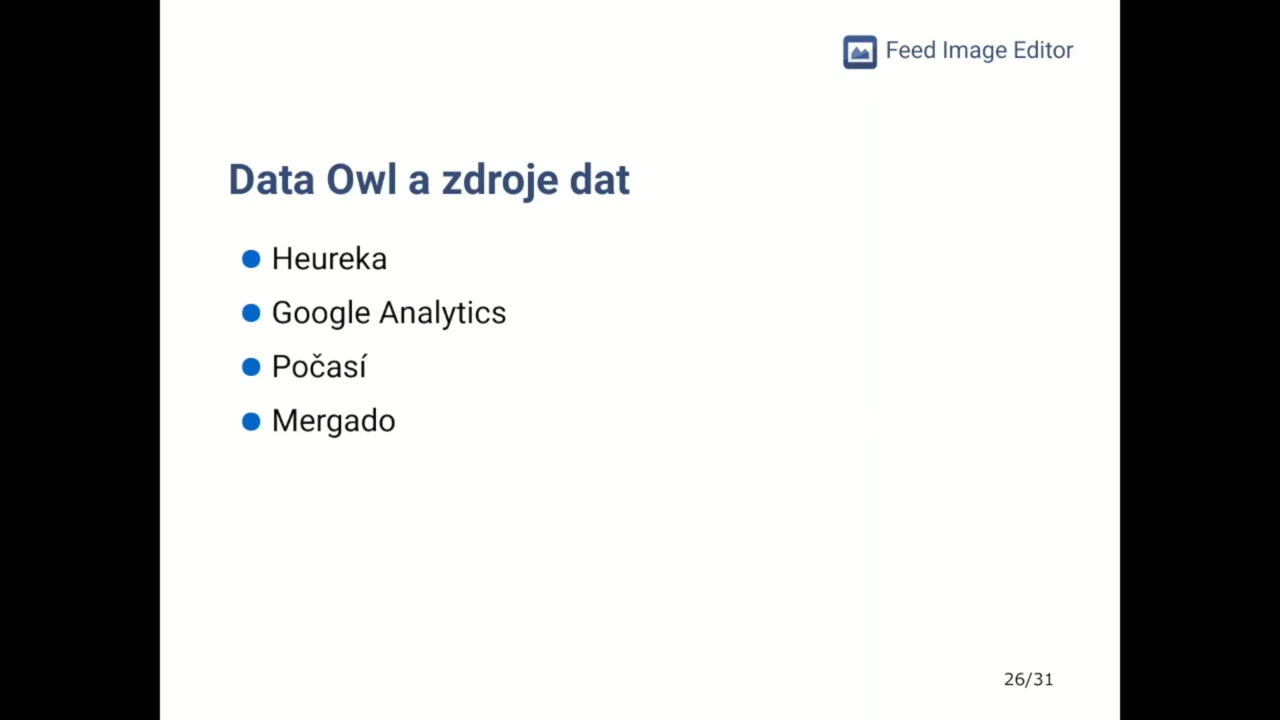 Feed Image Editor
Data Owl a zdroje dat
Heureka
Google Analytics
Počasí
Mergado
26/31